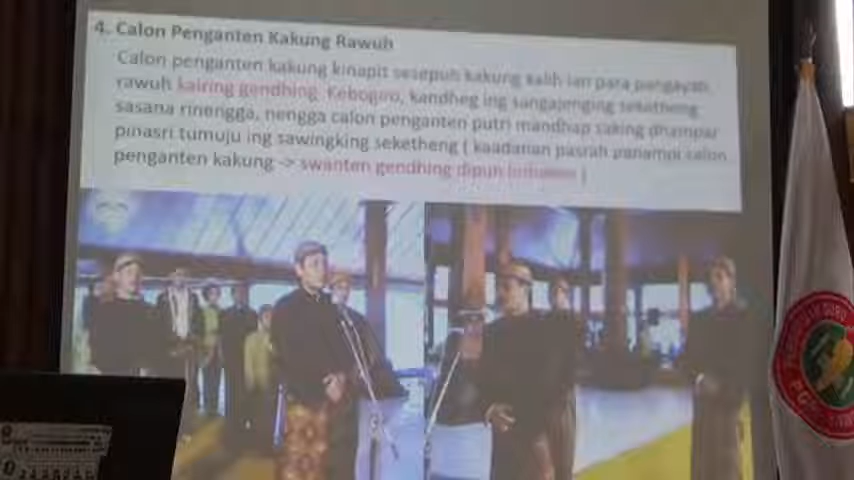 4. Calon Penganten Kakung Rawuh
Calon penganten kakung kinapit sesepuh kakung kalih lan para pangayah
rawuh kairing gendhing Kebogiro, kandheg ing sangajenging seketheng
sasana rinengga, nengga calon penganten putri mandhap saking dhampar
pinasri tumuju ing sawingking seketheng ( kaadanan pasrah panampi calon
penganten kakung -> swanten gendhing dipun )